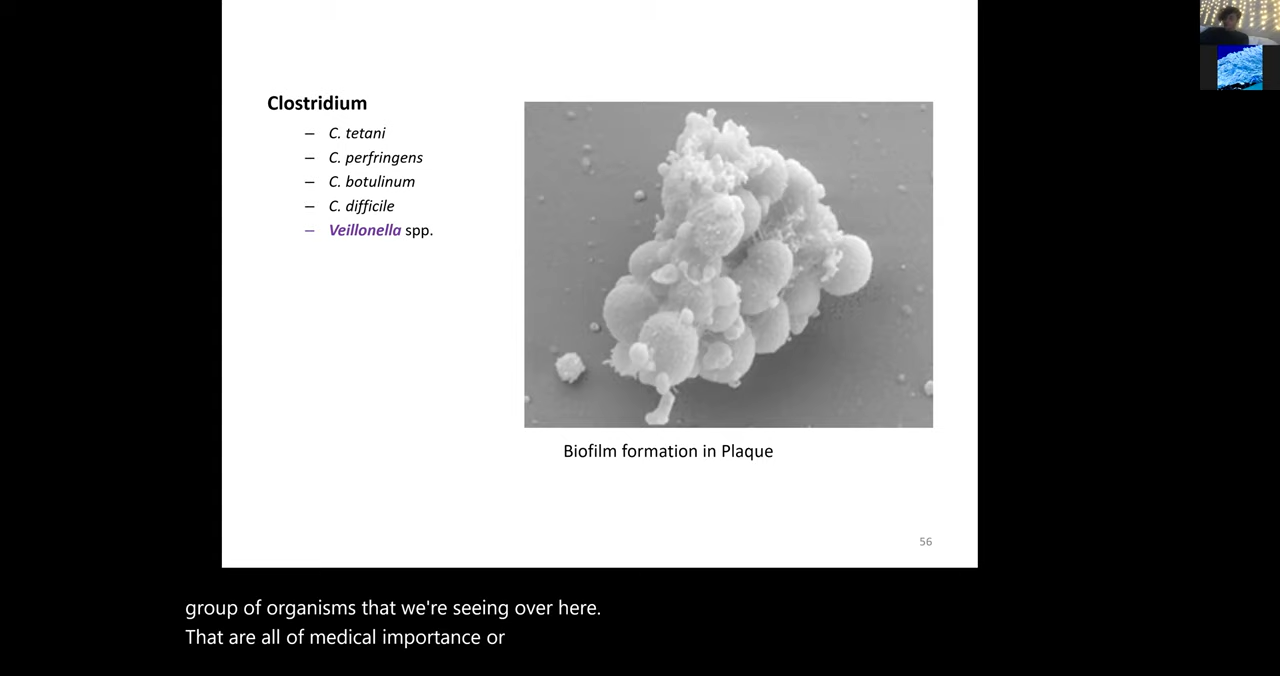 Clostridium
– C. tetani
– C. perfringens
– C. botulinum
– C. difficile
– Veillonella spp.
Biofilm formation in Plaque
56
group of organisms that we're seeing over here.
That are all of medical importance or